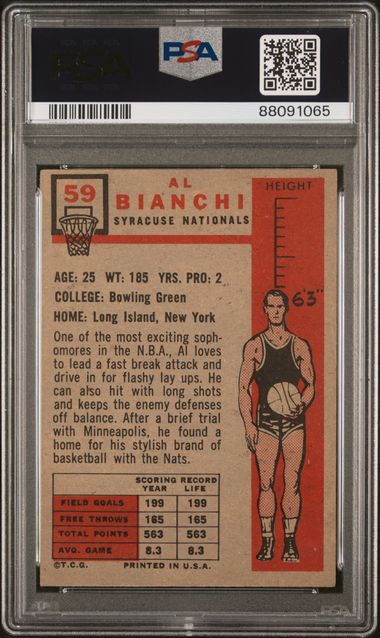 PSA
PSA
88091065
59
AL
BIANCHI
SYRACUSE NATIONALS
HEIGHT
6'3"
AGE: 25 WT: 185 YRS. PRO: 2
COLLEGE: Bowling Green
HOME: Long Island, New York
One of the most exciting soph-
omores in the N.B.A., Al loves
to lead a fast break attack and
drive in for flashy lay ups. He
can also hit with long shots
and keeps the enemy defenses
off balance. After a brief trial
with Minneapolis, he found a
home for his stylish brand of
basketball with the Nats.
SCORING RECORD
YEAR LIFE
FIELD GOALS 199 199
FREE THROWS 165 165
TOTAL POINTS 563 563
AVG. GAME 8.3 8.3
©T.C.G. PRINTED IN U.S.A.
PSA